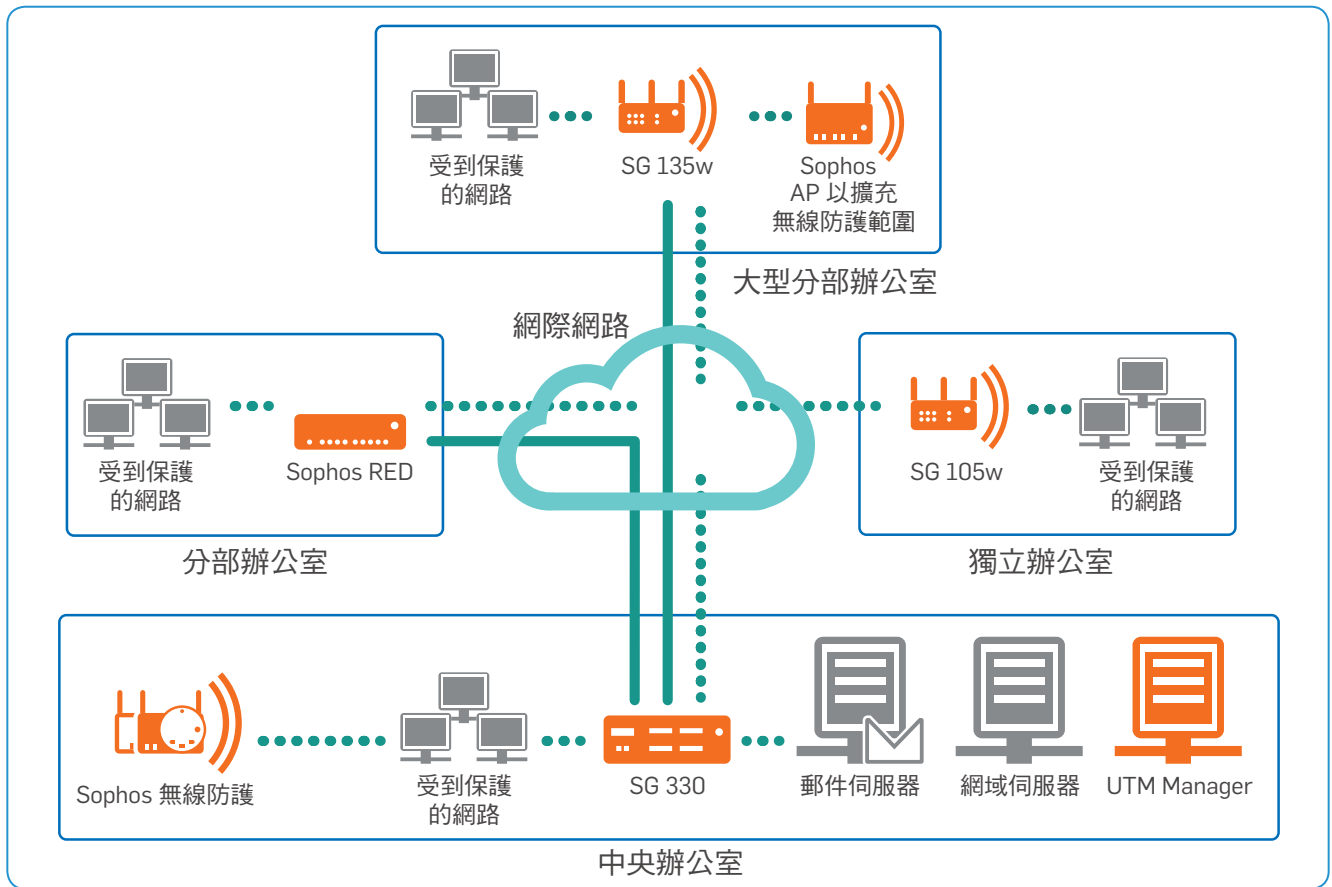 受到保護
的網路
SG 135w
Sophos
AP 以擴充
無線防護範圍
大型分部辦公室
網際網路
受到保護
的網路
Sophos RED
分部辦公室
SG 105w
受到保護
的網路
獨立辦公室
Sophos 無線防護
受到保護
的網路
SG 330
郵件伺服器
網域伺服器
UTM Manager
中央辦公室